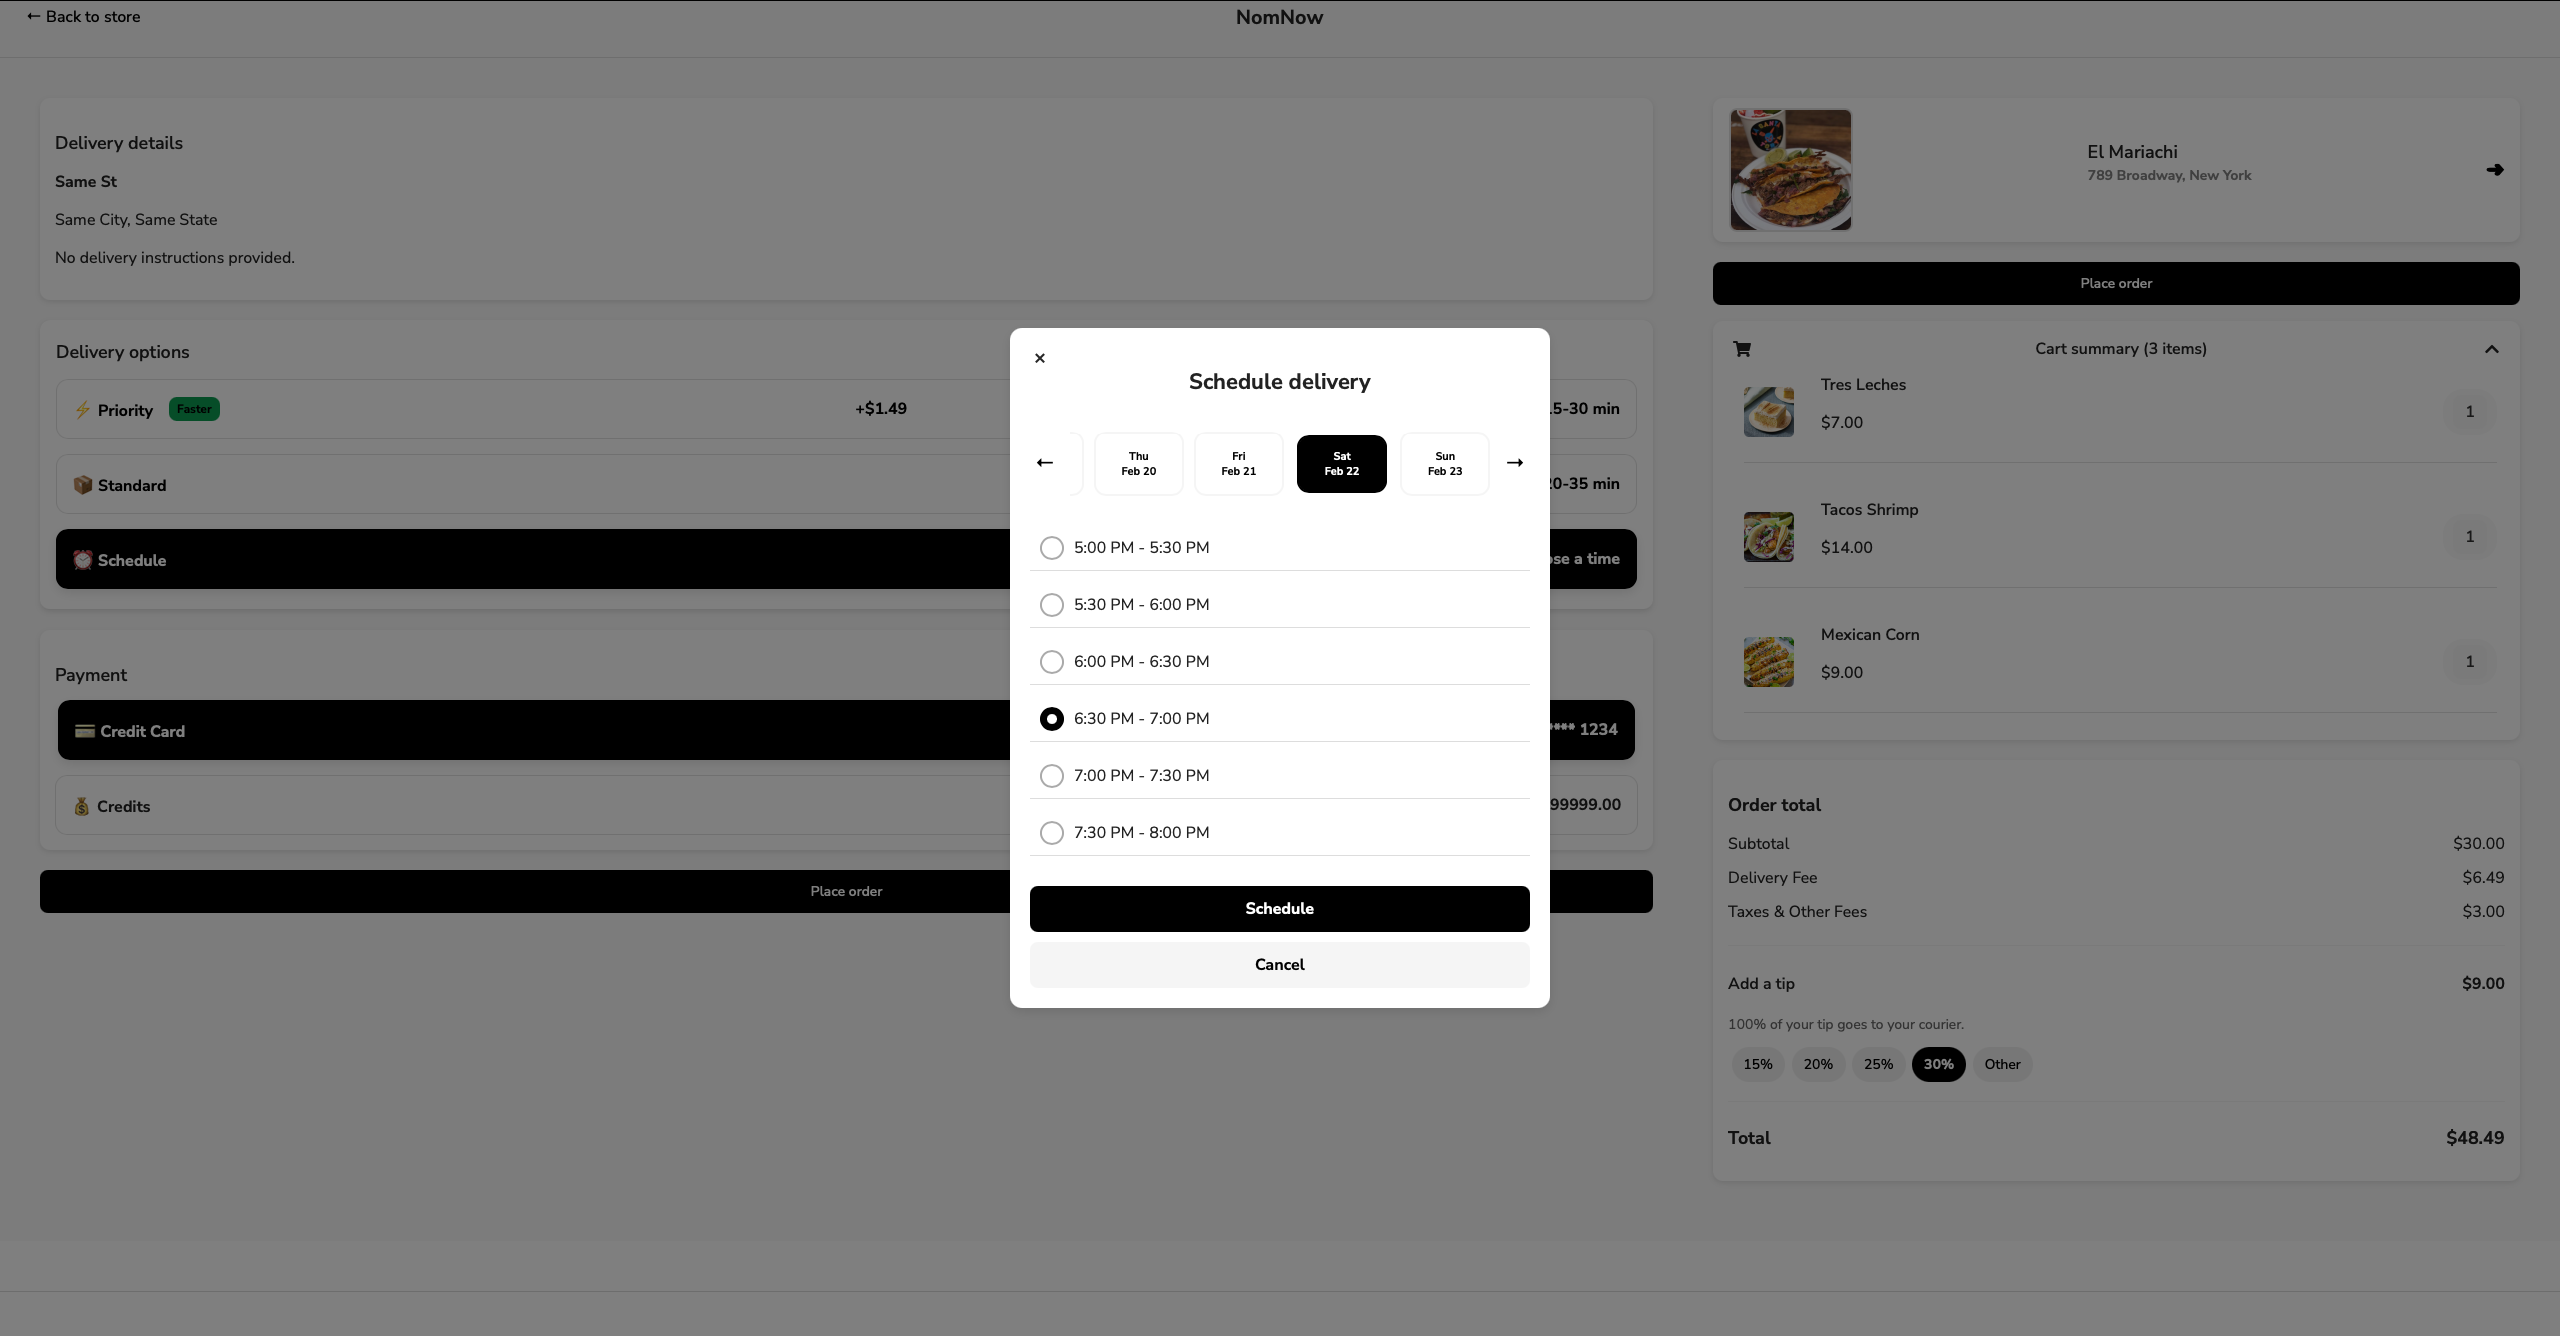 ← Back to store
NomNow
Delivery details
Same St
Same City, Same State
No delivery instructions provided.
Delivery options
Priority Faster +$1.49 5-30 min
Standard 0-35 min
Schedule ose a time
Payment
Credit Card **** 1234
Credits 99999.00
Place order
×
Schedule delivery
←
Thu
Feb 20
Fri
Feb 21
Sat
Feb 22
Sun
Feb 23
→
5:00 PM - 5:30 PM
5:30 PM - 6:00 PM
6:00 PM - 6:30 PM
6:30 PM - 7:00 PM
7:00 PM - 7:30 PM
7:30 PM - 8:00 PM
Schedule
Cancel
El Mariachi
789 Broadway, New York
Place order
Cart summary (3 items)
Tres Leches
$7.00
1
Tacos Shrimp
$14.00
1
Mexican Corn
$9.00
1
Order total
Subtotal $30.00
Delivery Fee $6.49
Taxes & Other Fees $3.00
Add a tip $9.00
100% of your tip goes to your courier.
15% 20% 25% 30% Other
Total $48.49